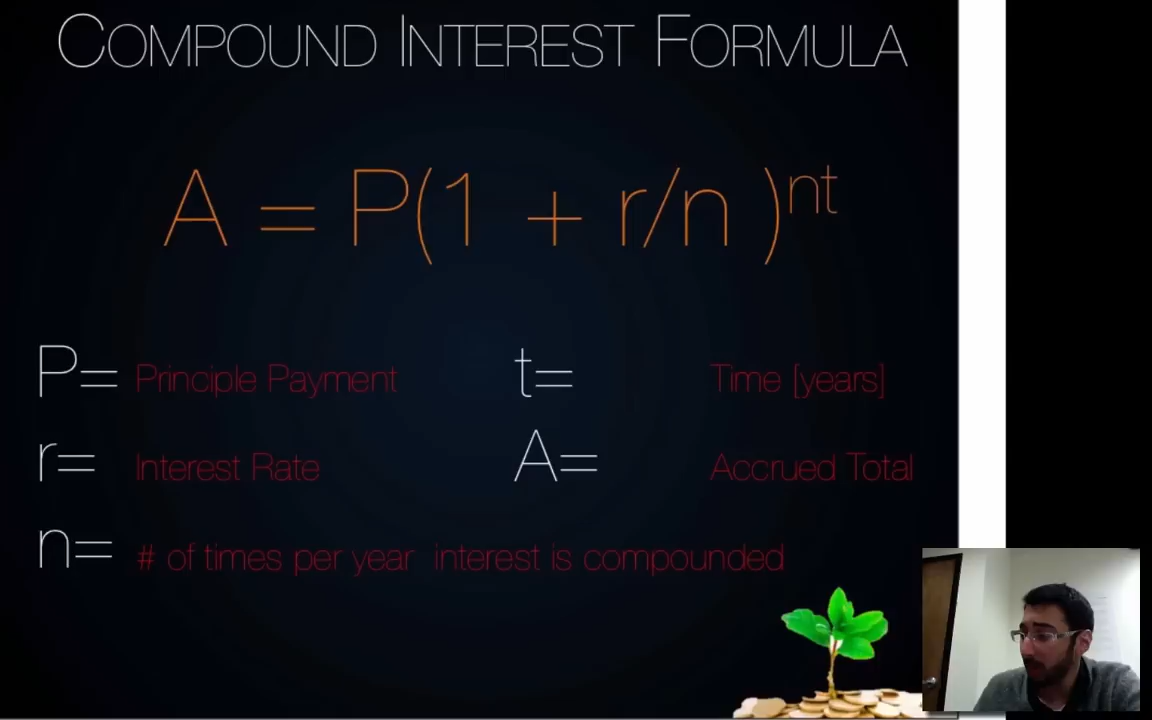 COMPOUND INTEREST FORMULA
A = P(1 + r/n )^nt
P= Principle Payment t= Time [years]
r= Interest Rate A= Accrued Total
n= # of times per year interest is compounded